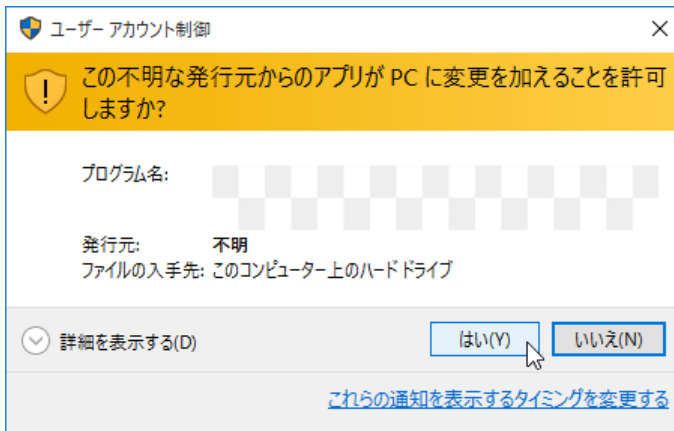 ユーザー アカウント制御
この不明な発行元からのアプリが PC に変更を加えることを許可
しますか?
プログラム名:
発行元: 不明
ファイルの入手先: このコンピューター上のハード ドライブ
詳細を表示する(D)
はい(Y)
いいえ(N)
これらの通知を表示するタイミングを変更する